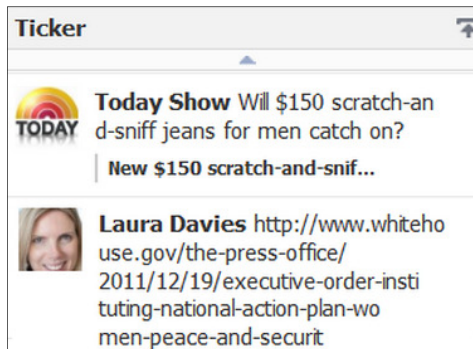 Ticker
TODAY
Today Show Will $150 scratch-an
d-sniff jeans for men catch on?
New $150 scratch-and-snif...
Laura Davies http://www.whiteho
use.gov/the-press-office/
2011/12/19/executive-order-insti
tuting-national-action-plan-wo
men-peace-and-securit